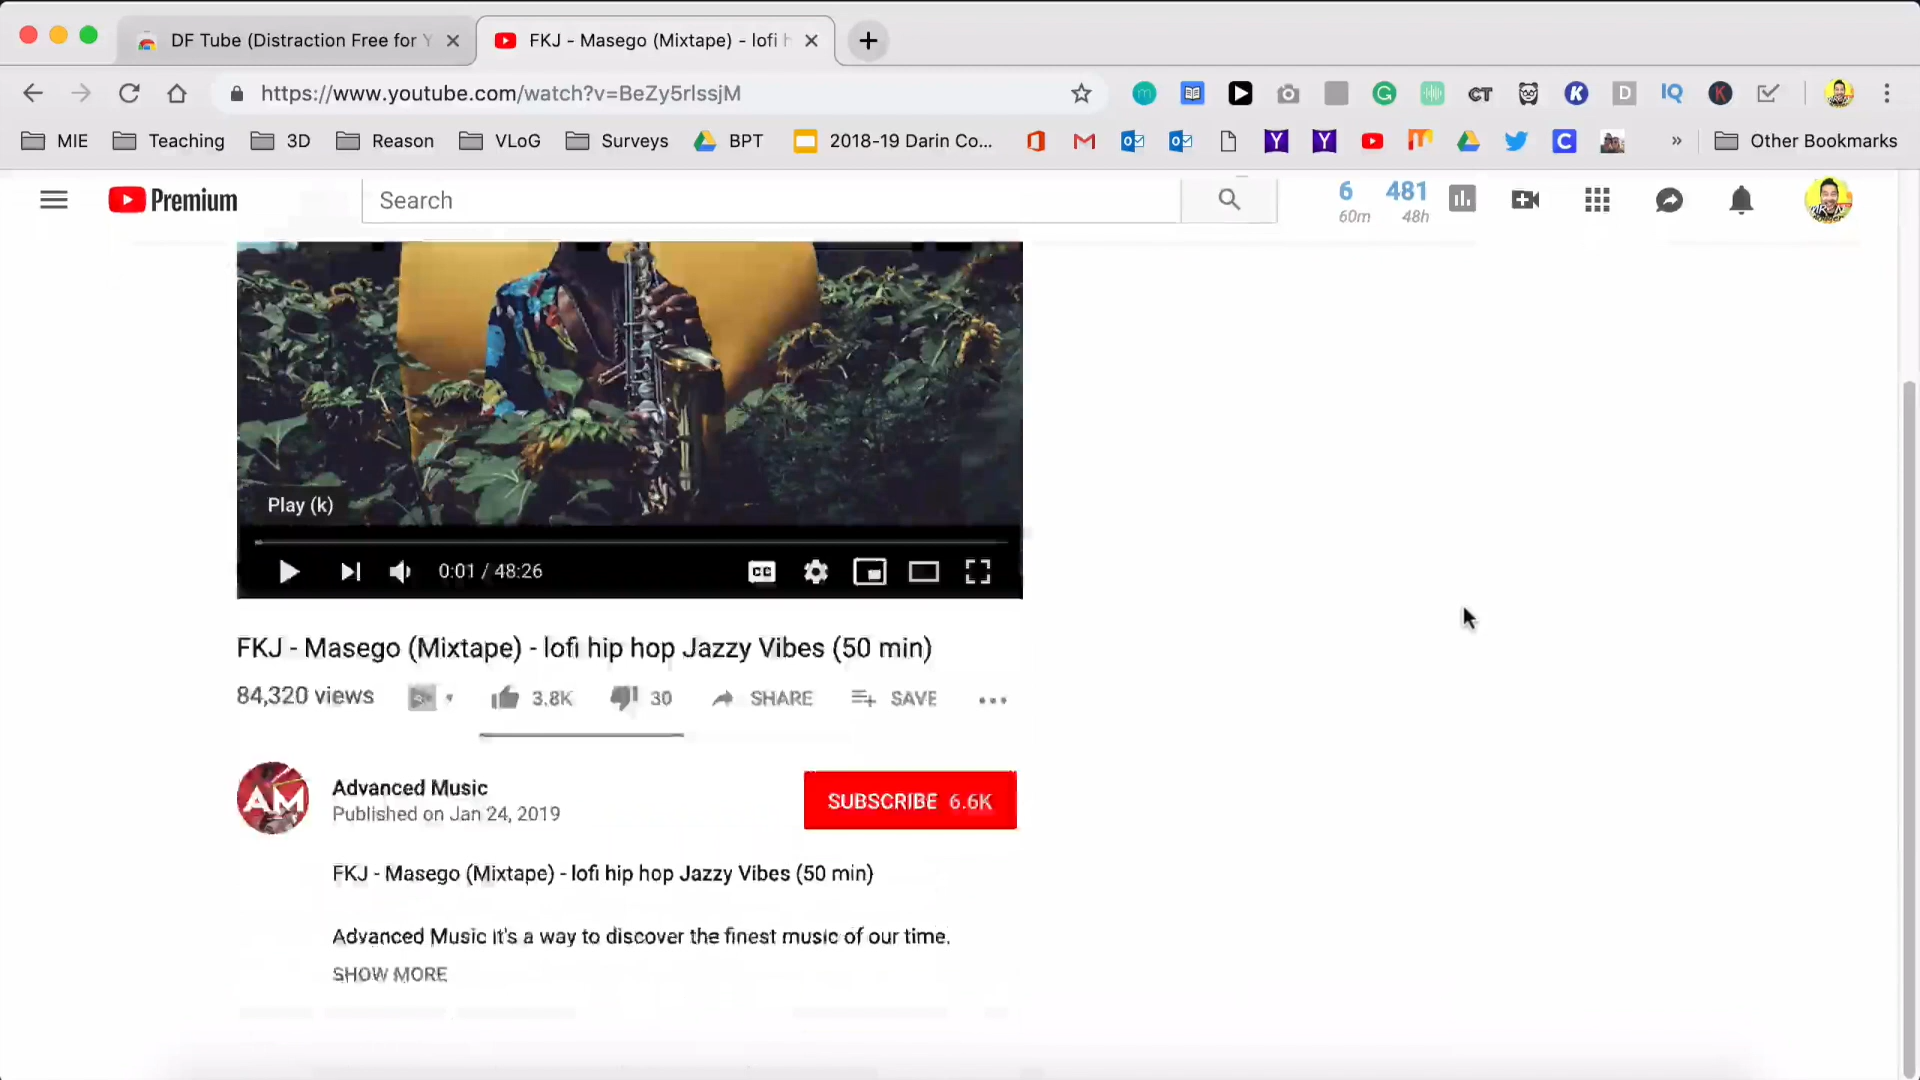 DF Tube (Distraction Free for Y
FKJ - Masego (Mixtape) - lofi h
https://www.youtube.com/watch?v=BeZy5rlssjM
CT
K
D
IQ
K
MIE
Teaching
3D
Reason
VLoG
Surveys
BPT
2018-19 Darin Co...
Other Bookmarks
Premium
Search
6
60m
481
48h
Play (k)
0:01 / 48:26
CC
FKJ - Masego (Mixtape) - lofi hip hop Jazzy Vibes (50 min)
84,320 views
3.8K
30
SHARE
SAVE
AM
Advanced Music
Published on Jan 24, 2019
SUBSCRIBE 6.6K
FKJ - Masego (Mixtape) - lofi hip hop Jazzy Vibes (50 min)
Advanced Music it's a way to discover the finest music of our time.
SHOW MORE